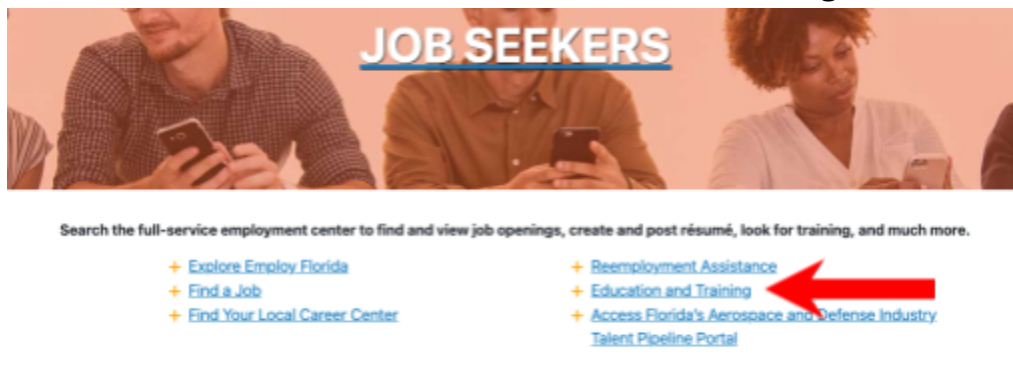 JOB SEEKERS
Search the full-service employment center to find and view job openings, create and post résumé, look for training, and much more.
+ Explore Employ Florida
+ Find a Job
+ Find Your Local Career Center
+ Reemployment Assistance
+ Education and Training
+ Access Florida's Aerospace and Defense Industry
Talent Pipeline Portal